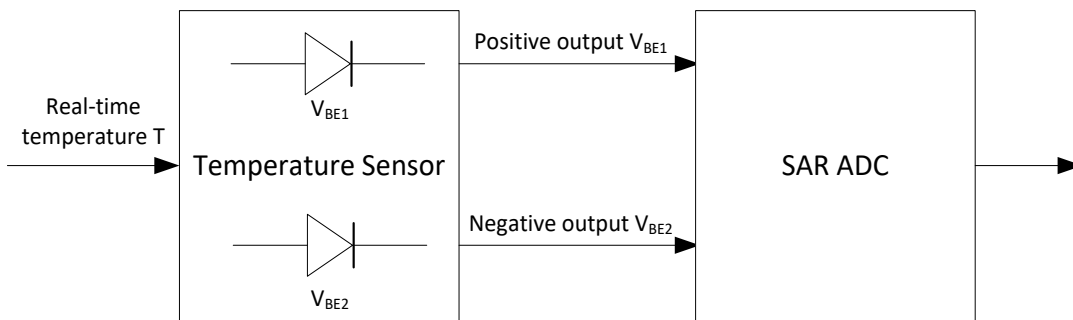 Real-time
temperature T
V_BE1
Temperature Sensor
V_BE2
Positive output V_BE1
Negative output V_BE2
SAR ADC